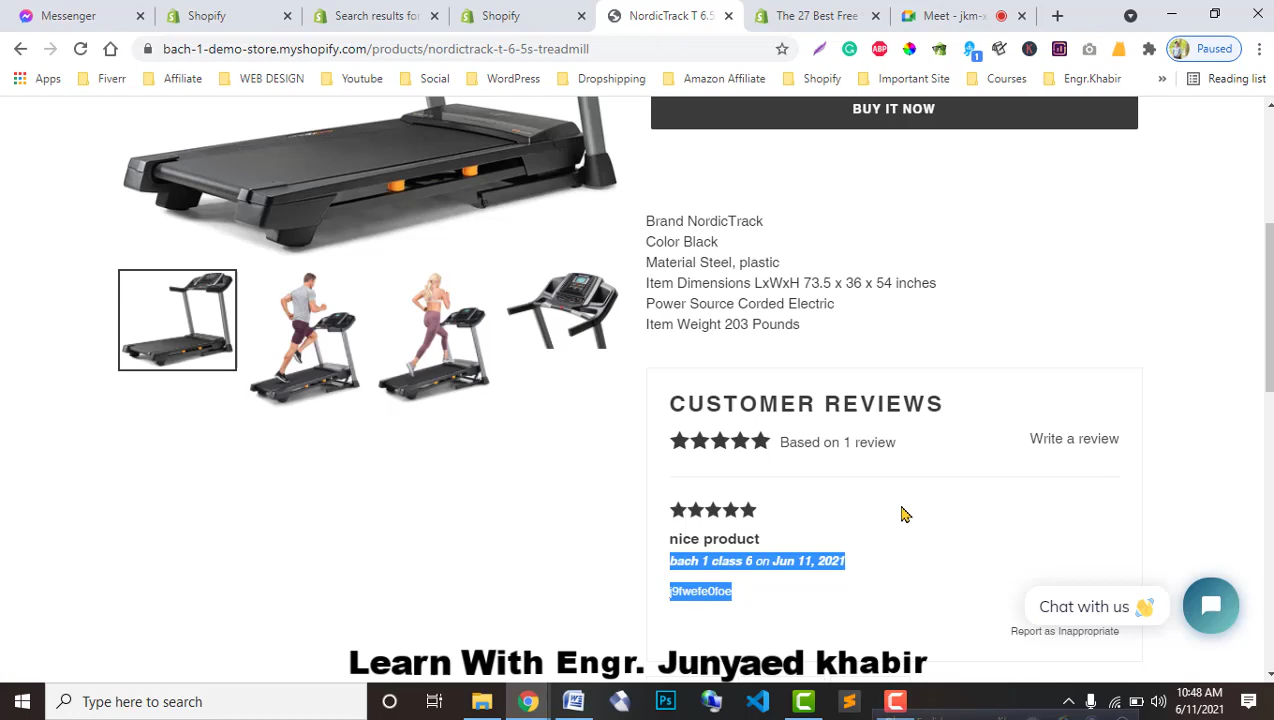 Messenger
Shopify
Search results for
Shopify
NordicTrack T 6.5
The 27 Best Free
Meet - jkm-x
bach-1-demo-store.myshopify.com/products/nordictrack-t-6-5s-treadmill
ABP
1
K
Paused
Apps
Fiverr
Affiliate
WEB DESIGN
Youtube
Social
WordPress
Dropshipping
Amazon Affiliate
Shopify
Important Site
Courses
Engr.Khabir
»
Reading list
BUY IT NOW
Brand NordicTrack
Color Black
Material Steel, plastic
Item Dimensions LxWxH 73.5 x 36 x 54 inches
Power Source Corded Electric
Item Weight 203 Pounds
CUSTOMER REVIEWS
Based on 1 review
Write a review
nice product
bach 1 class 6 on Jun 11, 2021
j9fwefe0foe
Chat with us 👋
Report as Inappropriate
Learn With Engr. Junyaed khabir
Type here to search
Ps
10:48 AM
6/11/2021